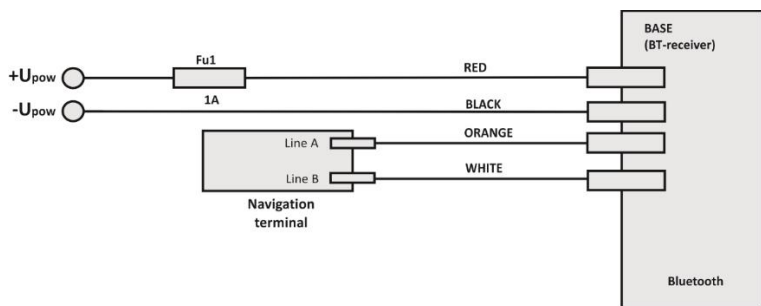 BASE
(BT-receiver)
Fu1
+Upow
RED
1A
-Upow
BLACK
ORANGE
Line A
WHITE
Line B
Navigation
terminal
Bluetooth